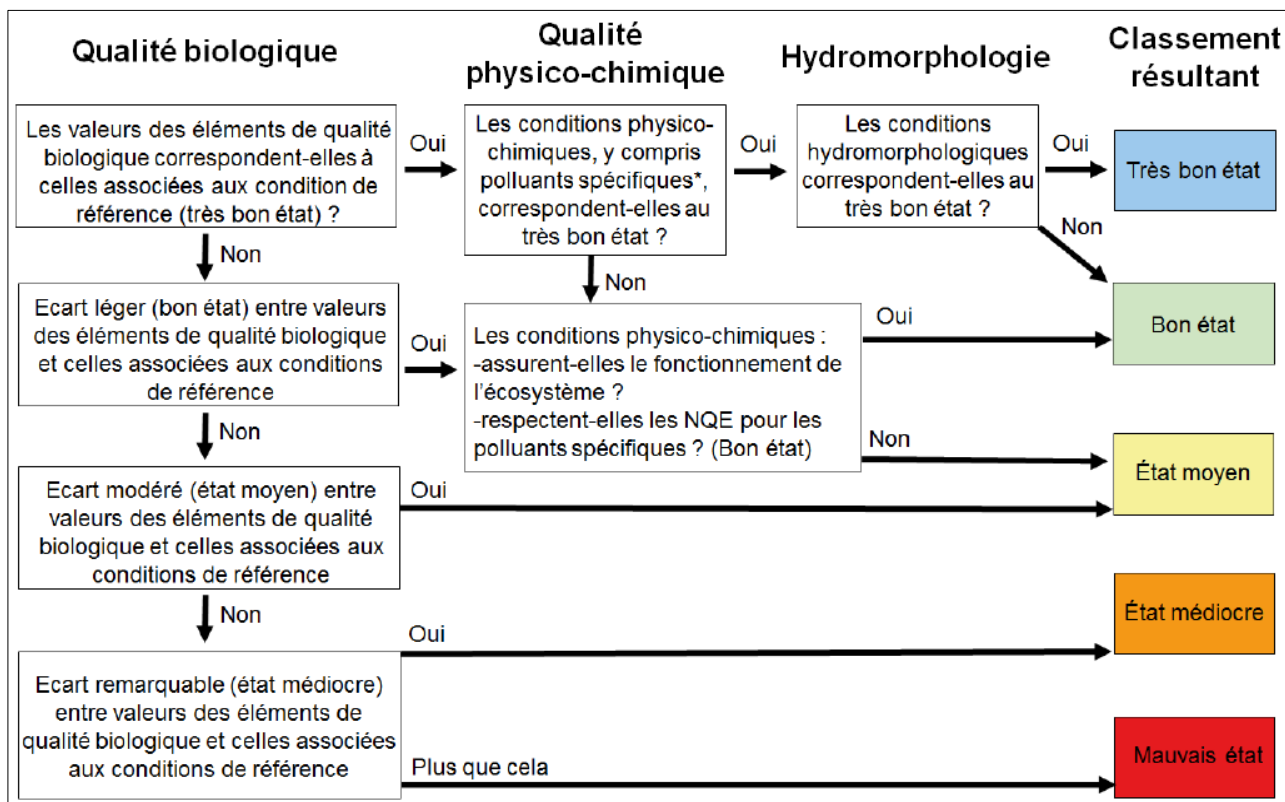 Qualité biologique
Qualité
physico-chimique
Hydromorphologie
Classement
résultant
Les valeurs des éléments de qualité
biologique correspondent-elles à
celles associées aux condition de
référence (très bon état) ?
Oui
Les conditions physico-
chimiques, y compris
polluants spécifiques*,
correspondent-elles au
très bon état ?
Oui
Les conditions
hydromorphologiques
correspondent-elles au
très bon état ?
Oui
Très bon état
Non
Non
Non
Ecart léger (bon état) entre valeurs
des éléments de qualité biologique
et celles associées aux conditions
de référence
Oui
Les conditions physico-chimiques :
-assurent-elles le fonctionnement de
l'écosystème ?
-respectent-elles les NQE pour les
polluants spécifiques ? (Bon état)
Oui
Bon état
Non
Non
Ecart modéré (état moyen) entre
valeurs des éléments de qualité
biologique et celles associées aux
conditions de référence
Oui
État moyen
Non
Oui
État médiocre
Ecart remarquable (état médiocre)
entre valeurs des éléments de
qualité biologique et celles associées
aux conditions de référence
Plus que cela
Mauvais état